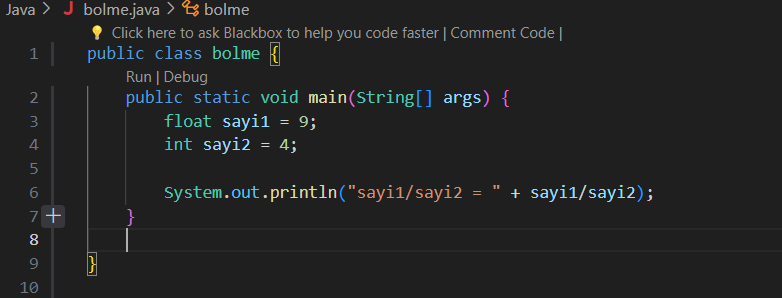 Java > J bolme.java > bolme
Click here to ask Blackbox to help you code faster | Comment Code |
1 public class bolme {
Run | Debug
2 public static void main(String[] args) {
3 float sayi1 = 9;
4 int sayi2 = 4;
5
6 System.out.println("sayi1/sayi2 = " + sayi1/sayi2);
7 }
8
9 }
10